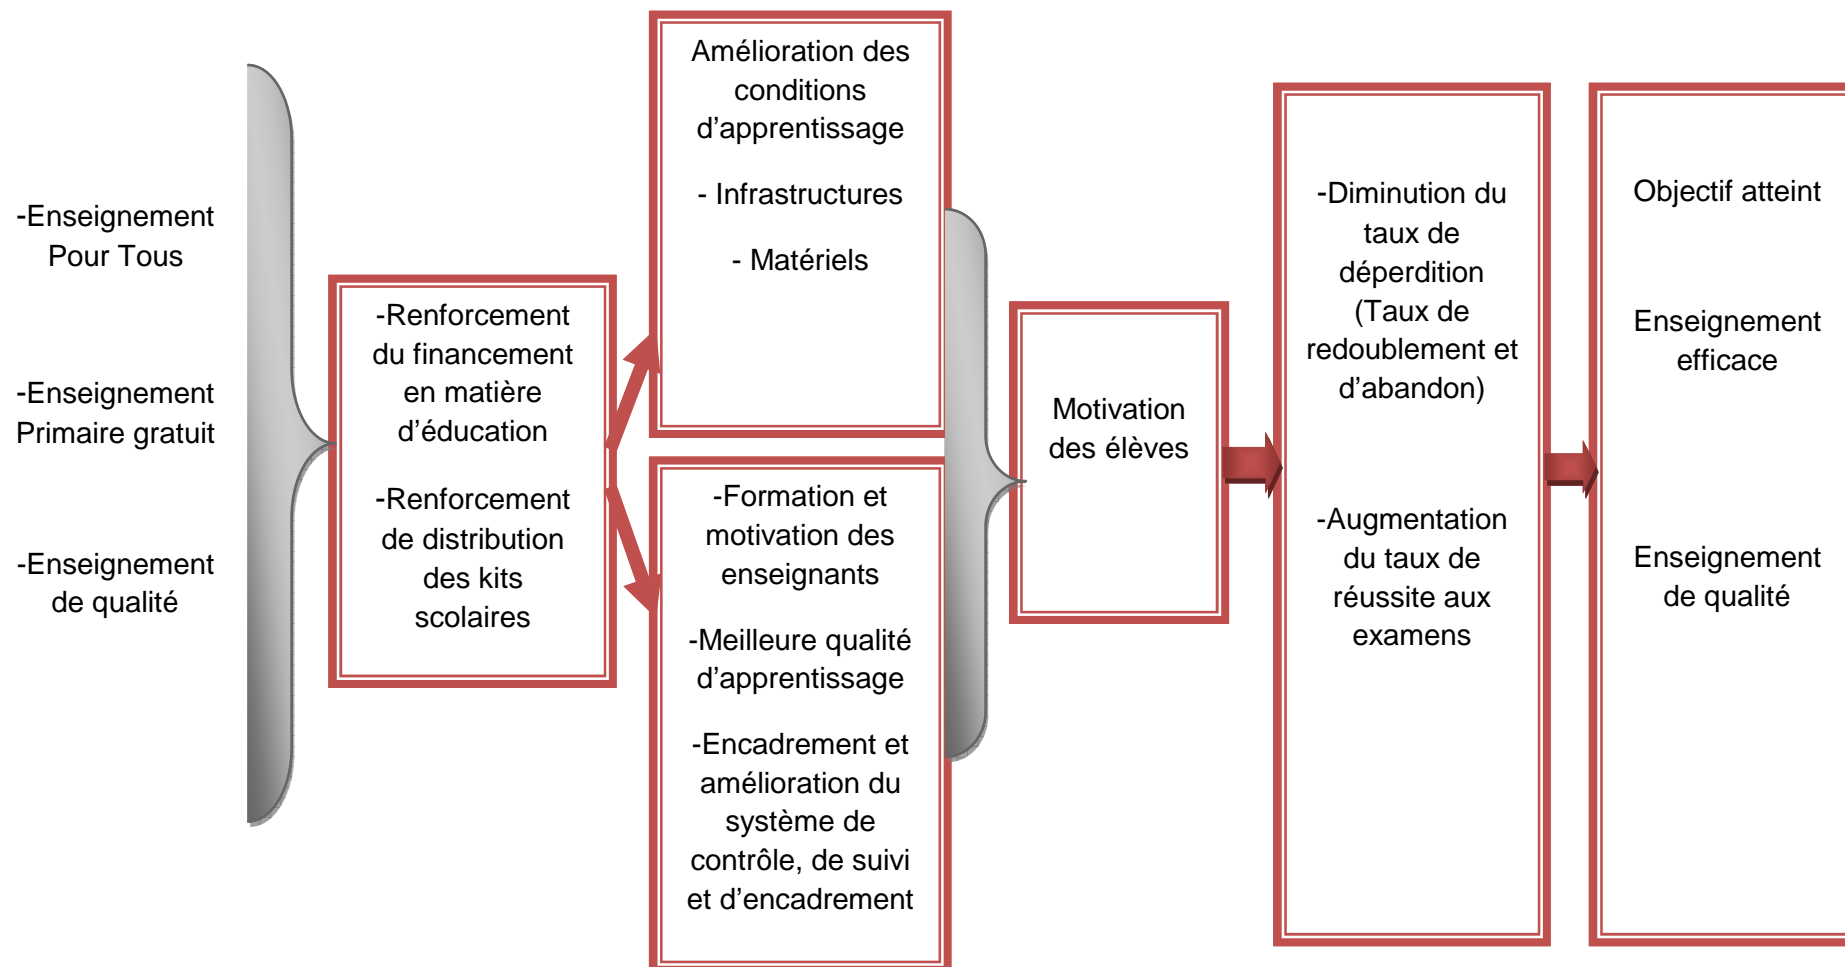 -Enseignement
Pour Tous
-Enseignement
Primaire gratuit
-Enseignement
de qualité
-Renforcement
du financement
en matière
d’éducation
-Renforcement
de distribution
des kits
scolaires
Amélioration des
conditions
d’apprentissage
- Infrastructures
- Matériels
-Formation et
motivation des
enseignants
-Meilleure qualité
d’apprentissage
-Encadrement et
amélioration du
système de
contrôle, de suivi
et d’encadrement
Motivation
des élèves
-Diminution du
taux de
déperdition
(Taux de
redoublement et
d’abandon)
-Augmentation
du taux de
réussite aux
examens
Objectif atteint
Enseignement
efficace
Enseignement
de qualité